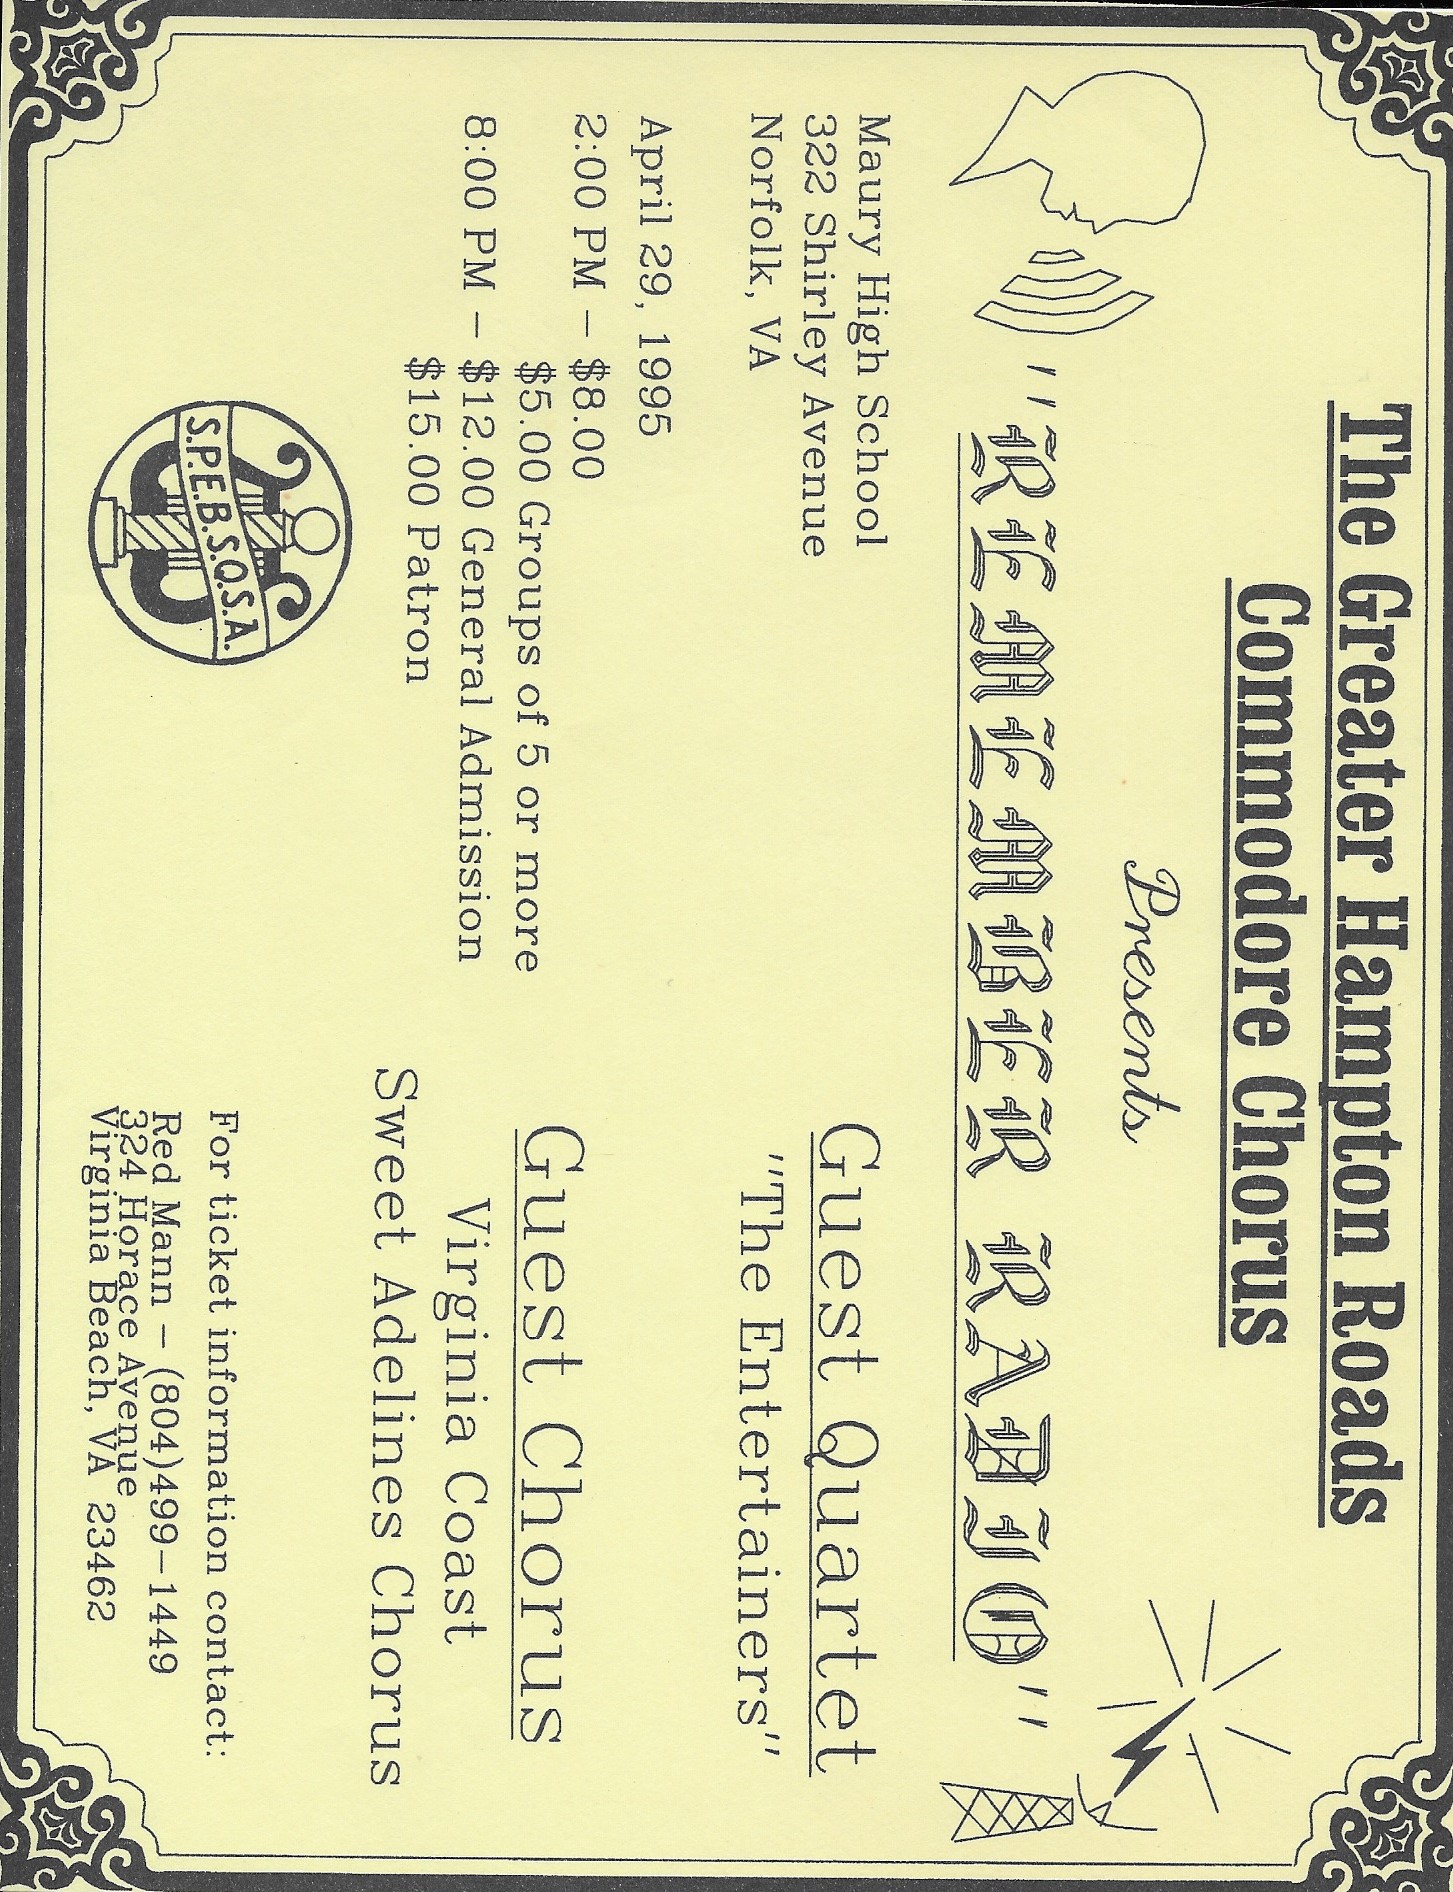 The Greater Hampton Roads
Commodore Chorus
Presents
"REMEMBER RADIO"
Maury High School
322 Shirley Avenue
Norfolk, VA
April 29, 1995
2:00 PM - $8.00
$5.00 Groups of 5 or more
8:00 PM - $12.00 General Admission
$15.00 Patron
S.P.E.B.S.Q.S.A.
Guest Quartet
"The Entertainers"
Guest Chorus
Virginia Coast
Sweet Adelines Chorus
For ticket information contact:
Red Mann - (804)499-1449
324 Horace Avenue
Virginia Beach, VA 23462